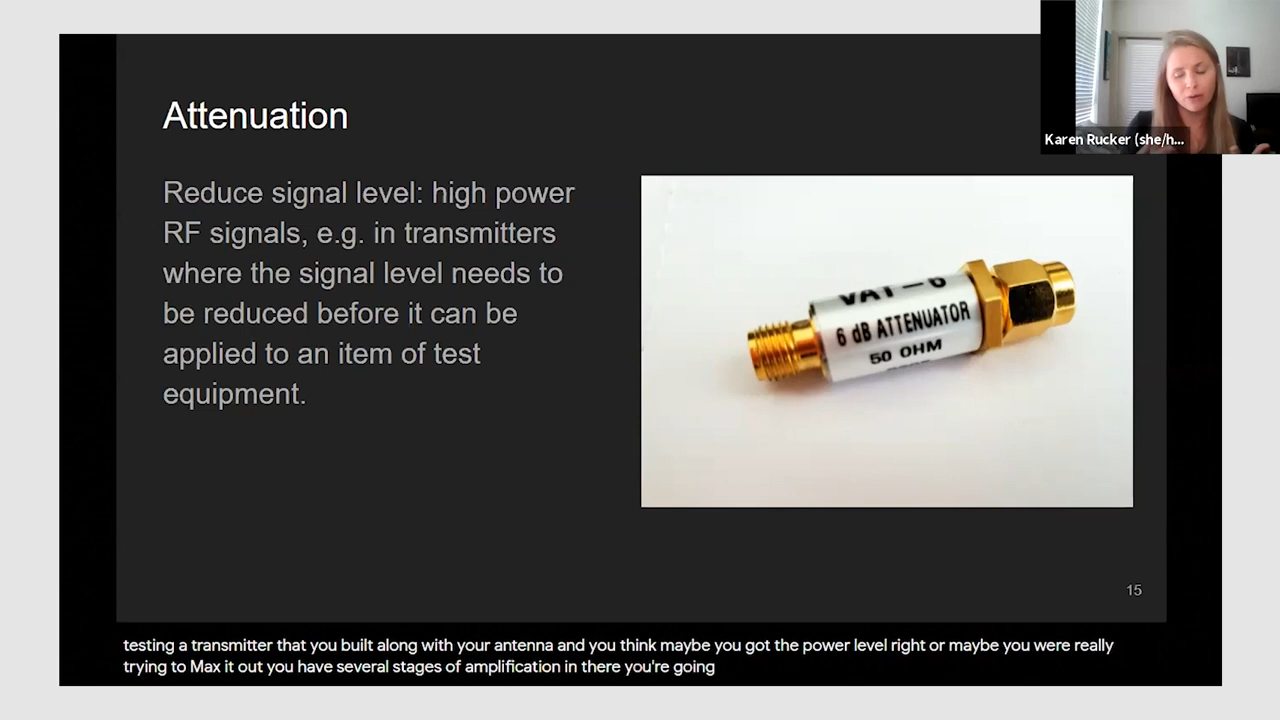 Karen Rucker (she/h...
Attenuation
Reduce signal level: high power
RF signals, e.g. in transmitters
where the signal level needs to
be reduced before it can be
applied to an item of test
equipment.
VAT-6
6 dB ATTENUATOR
50 OHM
15
testing a transmitter that you built along with your antenna and you think maybe you got the power level right or maybe you were really
trying to Max it out you have several stages of amplification in there you're going